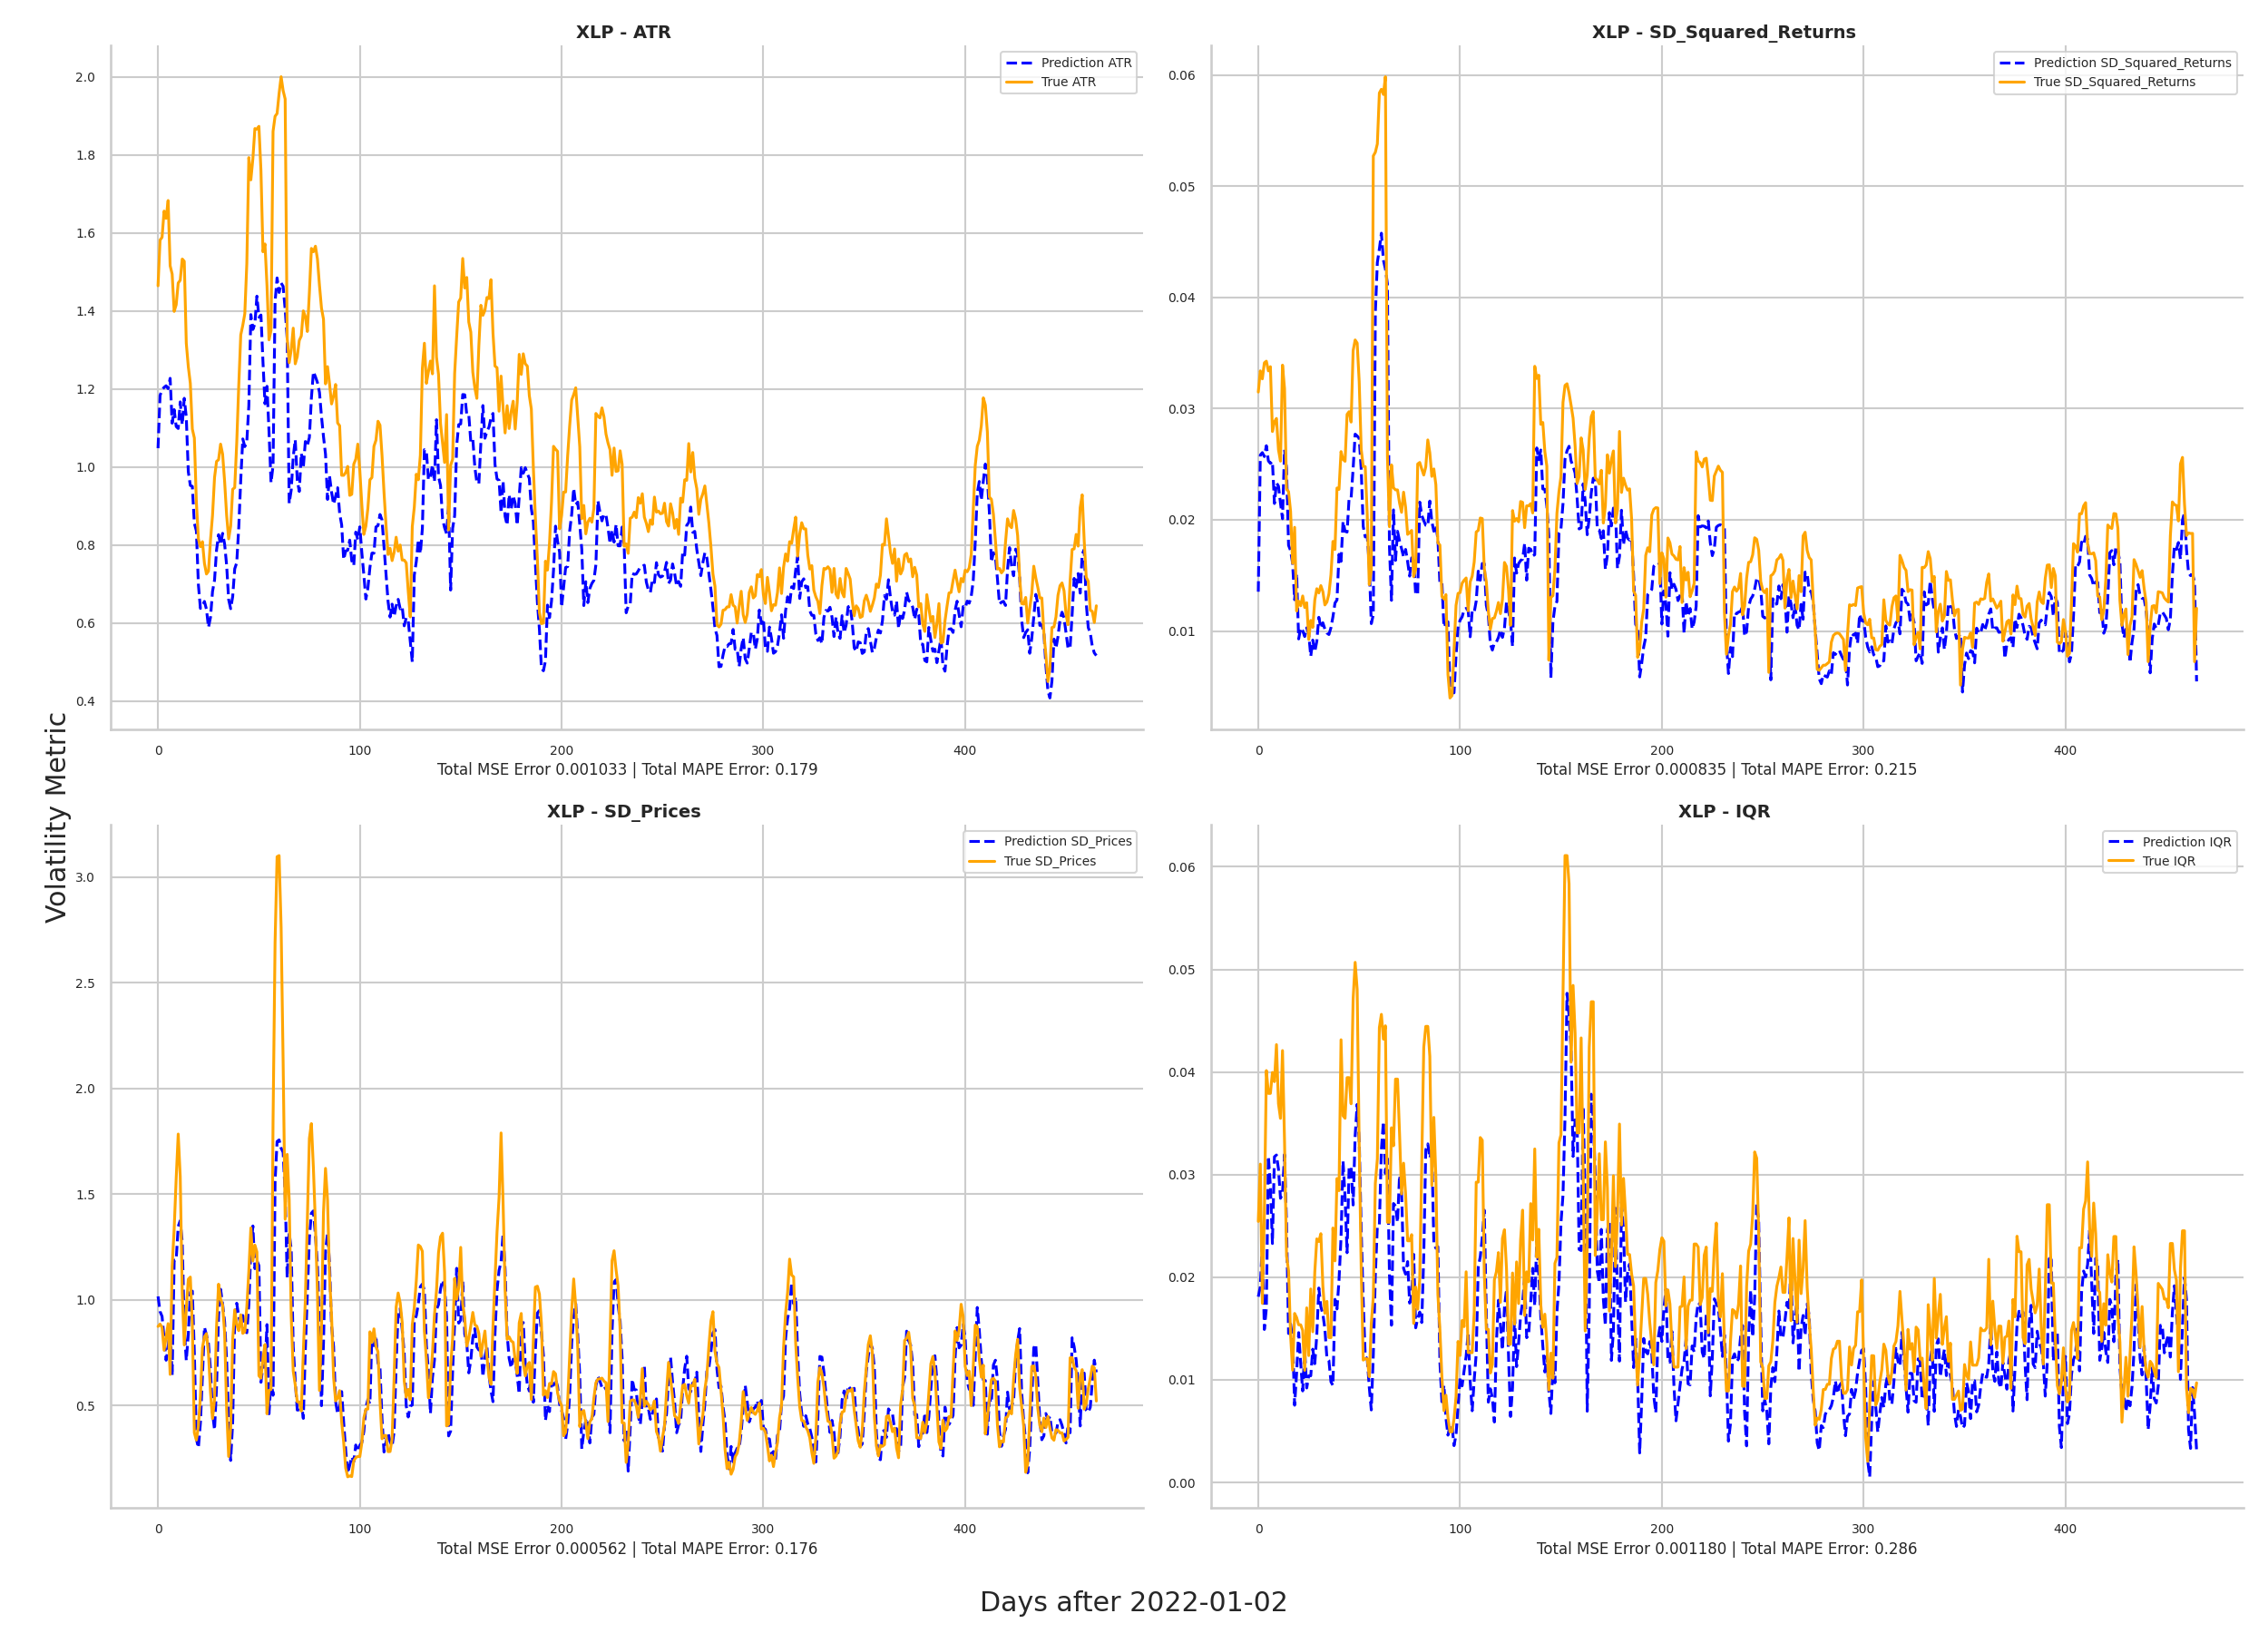 XLP - ATR
Prediction ATR
True ATR
2.0
1.8
1.6
1.4
1.2
1.0
0.8
0.6
0.4
0 100 200 300 400
Total MSE Error 0.001033 | Total MAPE Error: 0.179
XLP - SD_Squared_Returns
Prediction SD_Squared_Returns
True SD_Squared_Returns
0.06
0.05
0.04
0.03
0.02
0.01
0 100 200 300 400
Total MSE Error 0.000835 | Total MAPE Error: 0.215
Volatility Metric
XLP - SD_Prices
Prediction SD_Prices
True SD_Prices
3.0
2.5
2.0
1.5
1.0
0.5
0 100 200 300 400
Total MSE Error 0.000562 | Total MAPE Error: 0.176
XLP - IQR
Prediction IQR
True IQR
0.06
0.05
0.04
0.03
0.02
0.01
0.00
0 100 200 300 400
Total MSE Error 0.001180 | Total MAPE Error: 0.286
Days after 2022-01-02